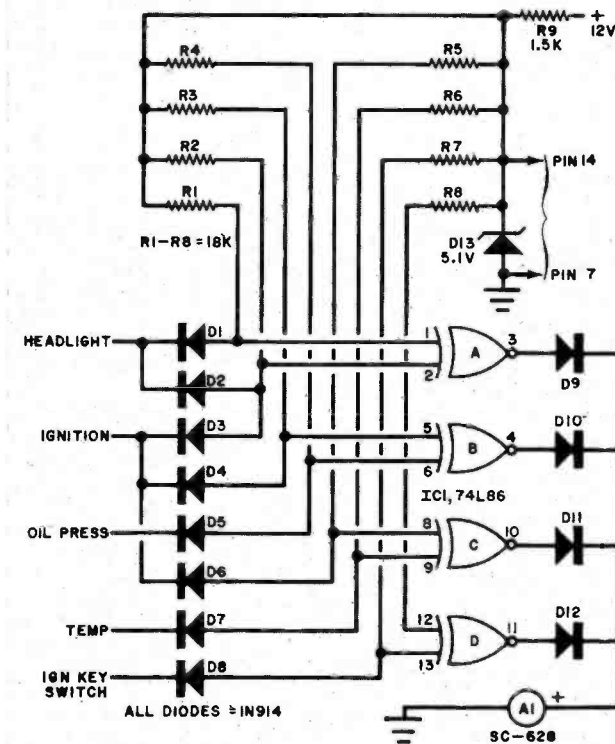 R9
1.5K
+
12V
R4
R5
R3
R6
R2
R7
PIN 14
R1
R8
R1-R8 = 18K
D13
5.1V
PIN 7
HEADLIGHT
D1
1
A
3
2
D9
D2
IGNITION
D3
D10
5
B
4
6
D4
IC1, 74L86
OIL PRESS
D5
D11
8
C
10
9
D6
TEMP
D7
D12
12
D
11
13
IGN KEY
SWITCH
D8
ALL DIODES = IN914
A1
+
SC-628